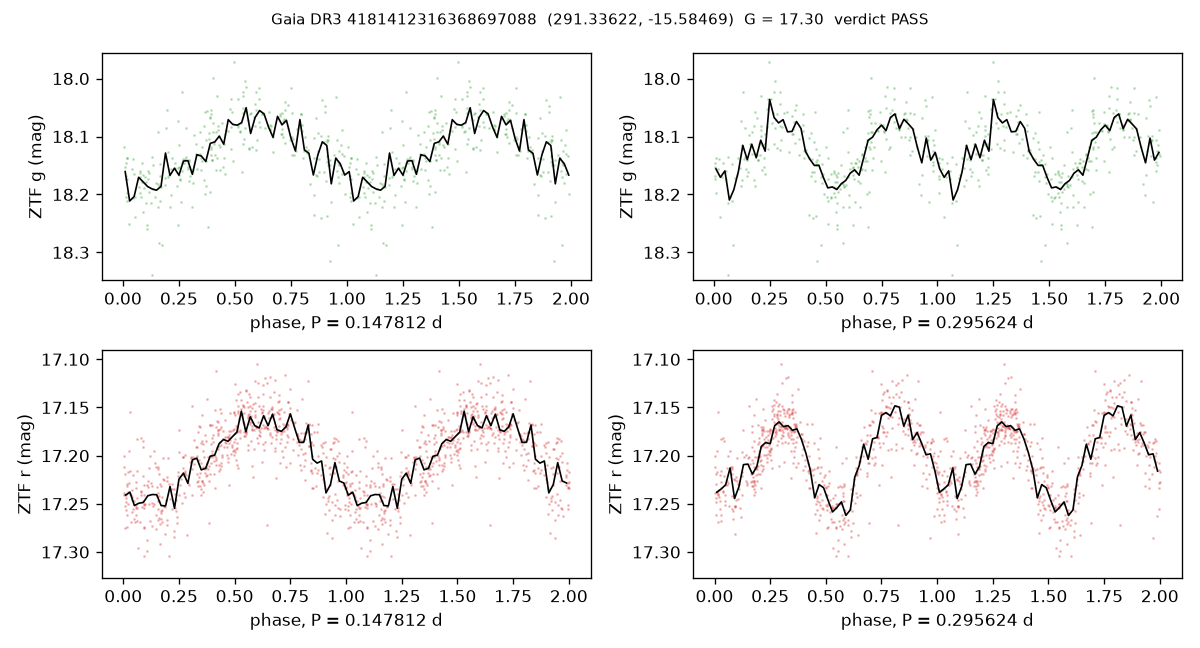 Gaia DR3 4181412316368697088 (291.33622, -15.58469) G = 17.30 verdict PASS
ZTF g (mag)
18.0
18.1
18.2
18.3
0.00 0.25 0.50 0.75 1.00 1.25 1.50 1.75 2.00
phase, P = 0.147812 d
ZTF g (mag)
18.0
18.1
18.2
18.3
0.00 0.25 0.50 0.75 1.00 1.25 1.50 1.75 2.00
phase, P = 0.295624 d
ZTF r (mag)
17.10
17.15
17.20
17.25
17.30
0.00 0.25 0.50 0.75 1.00 1.25 1.50 1.75 2.00
phase, P = 0.147812 d
ZTF r (mag)
17.10
17.15
17.20
17.25
17.30
0.00 0.25 0.50 0.75 1.00 1.25 1.50 1.75 2.00
phase, P = 0.295624 d